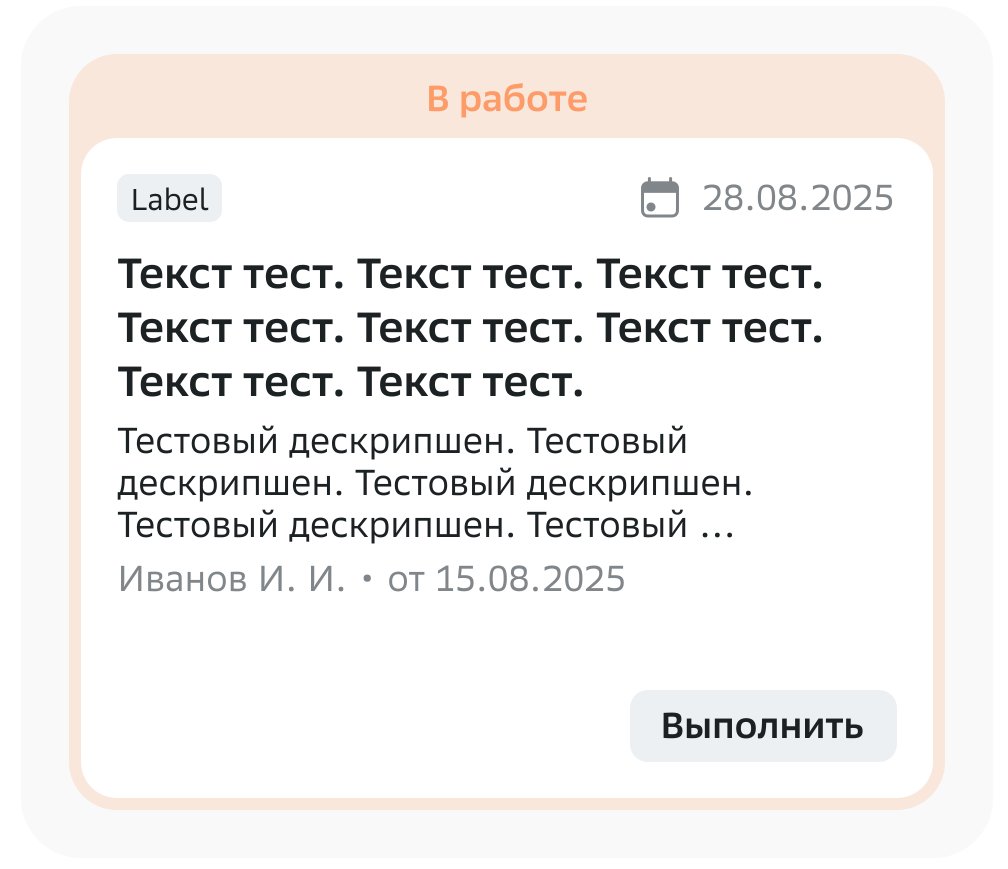 В работе
Label
28.08.2025
Текст тест. Текст тест. Текст тест.
Текст тест. Текст тест. Текст тест.
Текст тест. Текст тест.
Тестовый дескрипшен. Тестовый
дескрипшен. Тестовый дескрипшен.
Тестовый дескрипшен. Тестовый ...
Иванов И. И. • от 15.08.2025
Выполнить